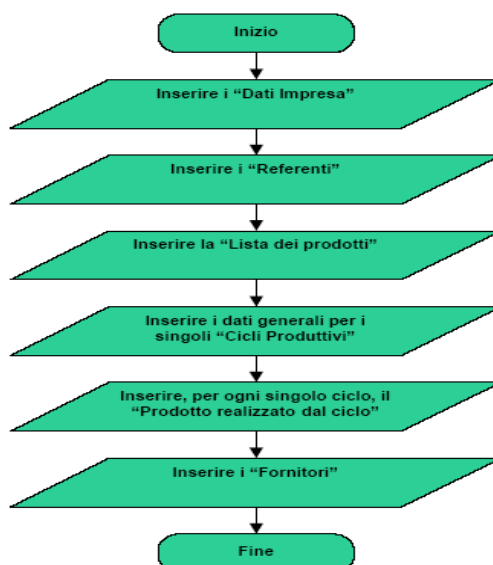 Inizio
Inserire i “Dati Impresa”
Inserire i “Referenti”
Inserire la “Lista dei prodotti”
Inserire i dati generali per i
singoli “Cicli Produttivi”
Inserire, per ogni singolo ciclo, il
“Prodotto realizzato dal ciclo”
Inserire i “Fornitori”
Fine